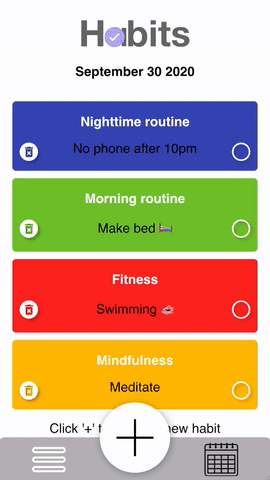 Habits
September 30 2020
Nighttime routine
No phone after 10pm
Morning routine
Make bed 🛏️
Fitness
Swimming 🏊
Mindfulness
Meditate
Click '+' t new habit